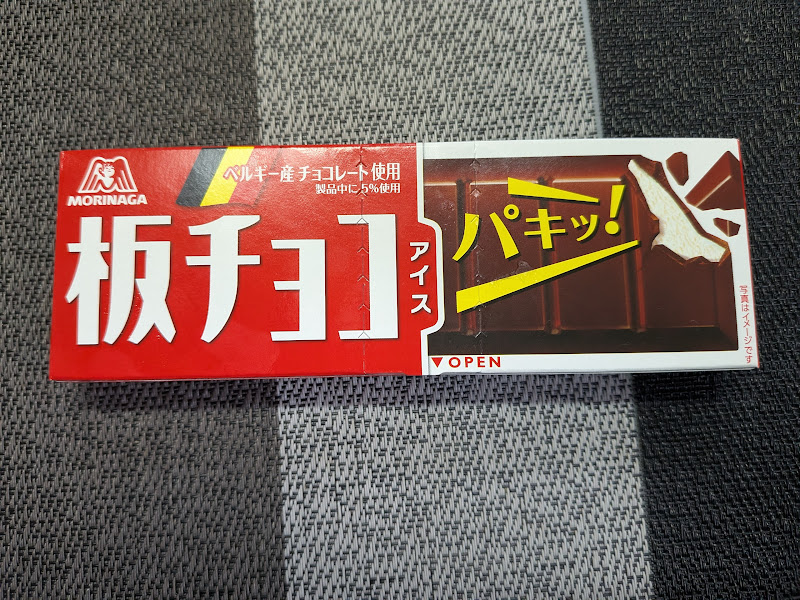 MORINAGA
ベルギー産 チョコレート使用
製品中に5%使用
板チョコ
アイス
パキッ!
▼OPEN
写真はイメージです